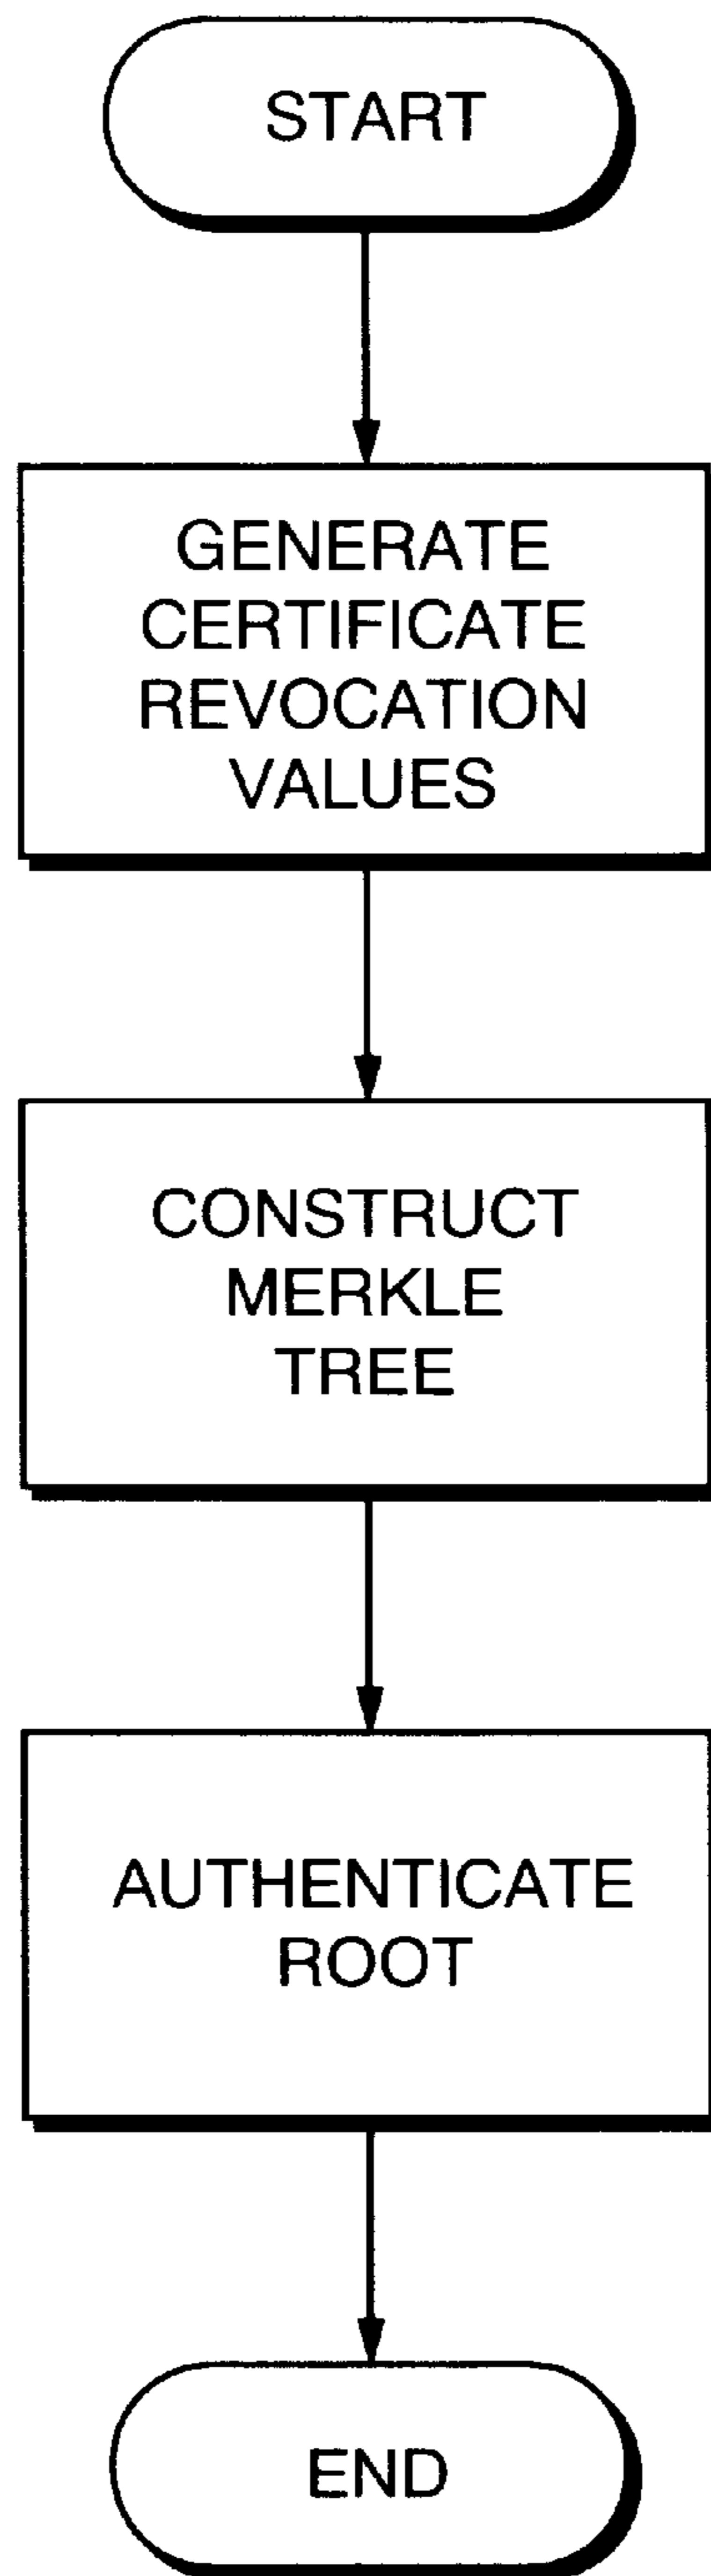 START
GENERATE
CERTIFICATE
REVOCATION
VALUES
CONSTRUCT
MERKLE
TREE
AUTHENTICATE
ROOT
END